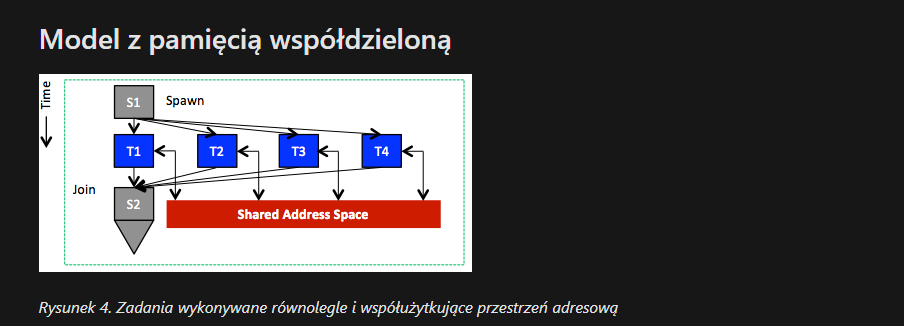 Model z pamięcią współdzieloną
Time
S1
Spawn
T1
T2
T3
T4
Join
S2
Shared Address Space
Rysunek 4. Zadania wykonywane równolegle i współużytkujące przestrzeń adresową